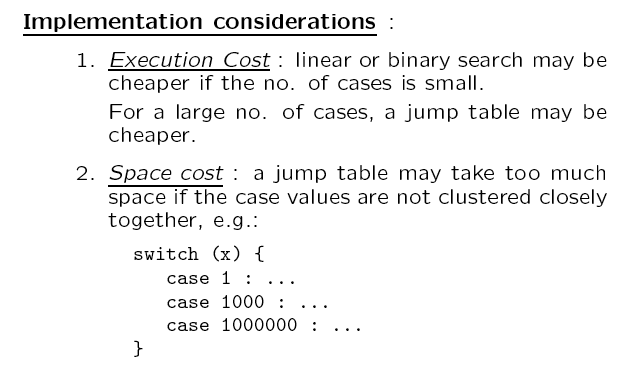 Implementation considerations :
1. Execution Cost : linear or binary search may be
cheaper if the no. of cases is small.
For a large no. of cases, a jump table may be
cheaper.
2. Space cost : a jump table may take too much
space if the case values are not clustered closely
together, e.g.:
switch (x) {
case 1 : ...
case 1000 : ...
case 1000000 : ...
}